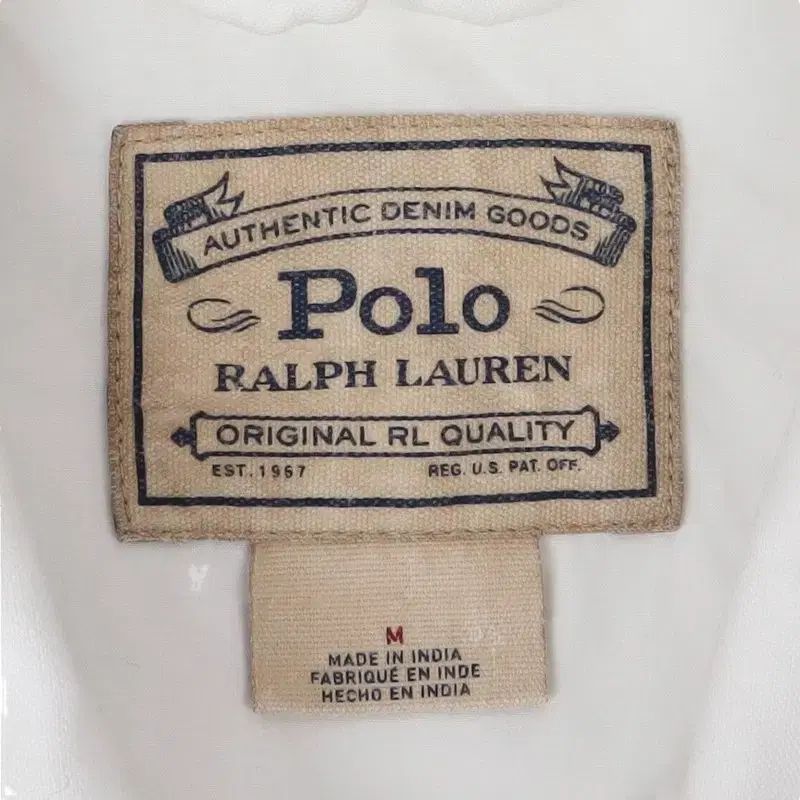 AUTHENTIC DENIM GOODS
Polo
RALPH LAUREN
ORIGINAL RL QUALITY
EST. 1967 REG. U.S. PAT. OFF.
M
MADE IN INDIA
FABRIQUÉ EN INDE
HECHO EN INDIA